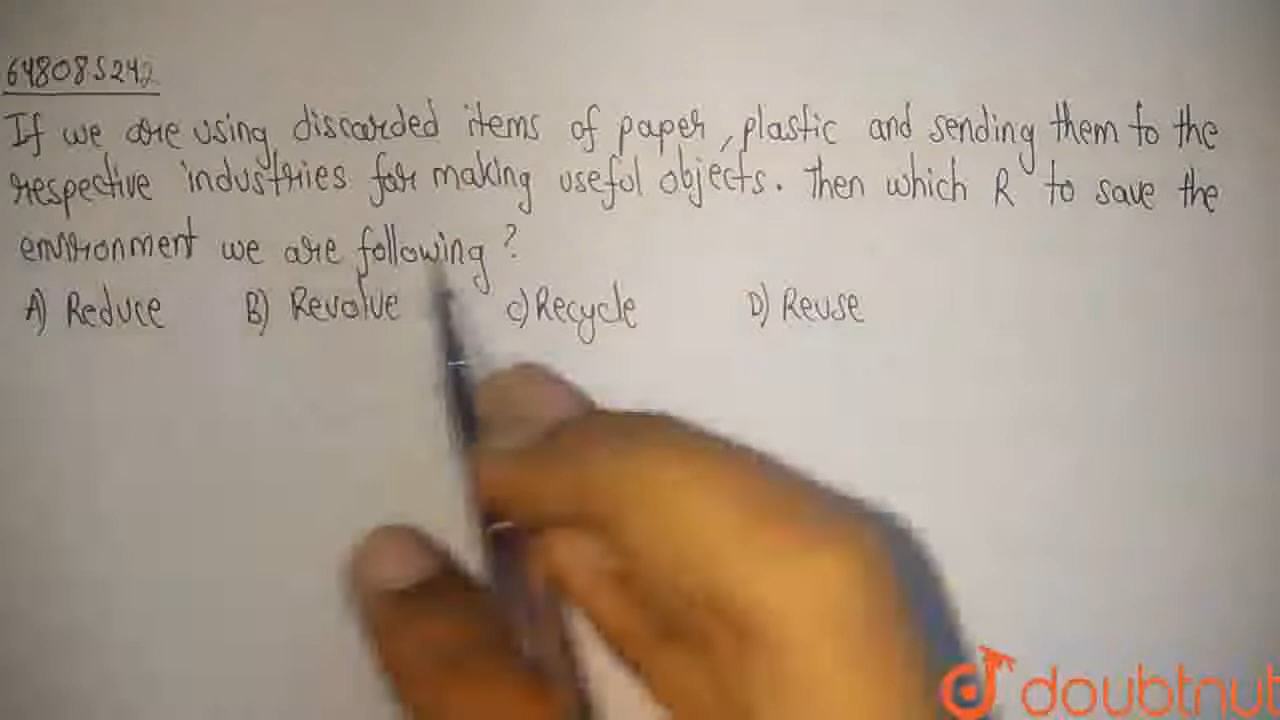 648085242
If we are using discarded items of paper, plastic and sending them to the
respective industries for making useful objects. Then which R to save the
environment we are following?
A) Reduce B) Revolve C) Recycle D) Reuse
doubtnut